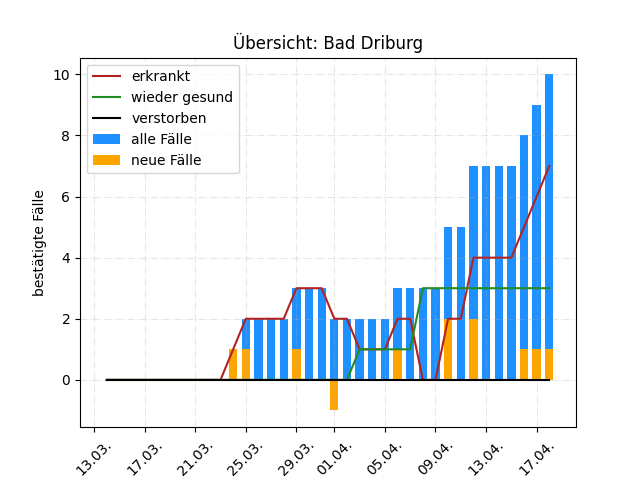 Übersicht: Bad Driburg
erkrankt
wieder gesund
verstorben
alle Fälle
neue Fälle
bestätigte Fälle
10
8
6
4
2
0
13.03.
17.03.
21.03.
25.03.
29.03.
01.04.
05.04.
09.04.
13.04.
17.04.